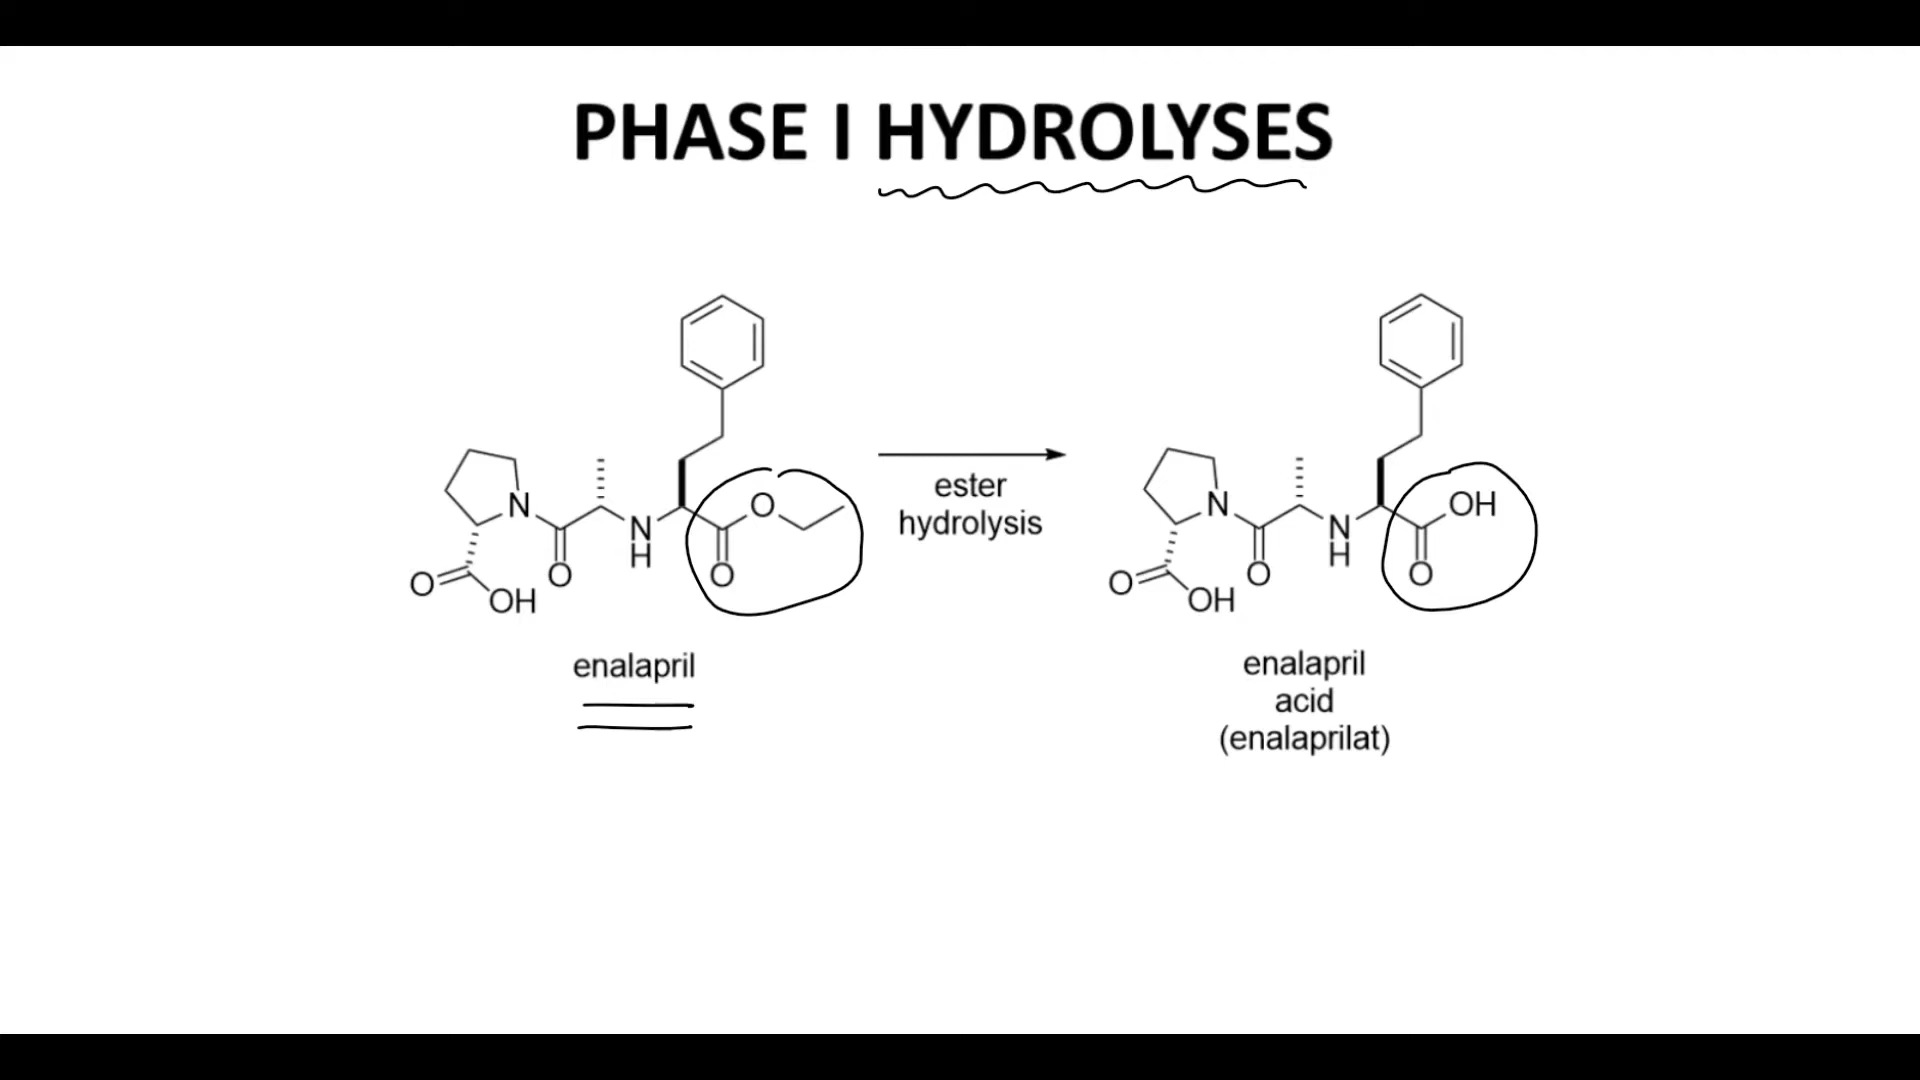 PHASE I HYDROLYSES
O
N
O
N
H
O
O
OH
enalapril
ester
hydrolysis
N
O
N
H
OH
O
O
OH
enalapril
acid
(enalaprilat)